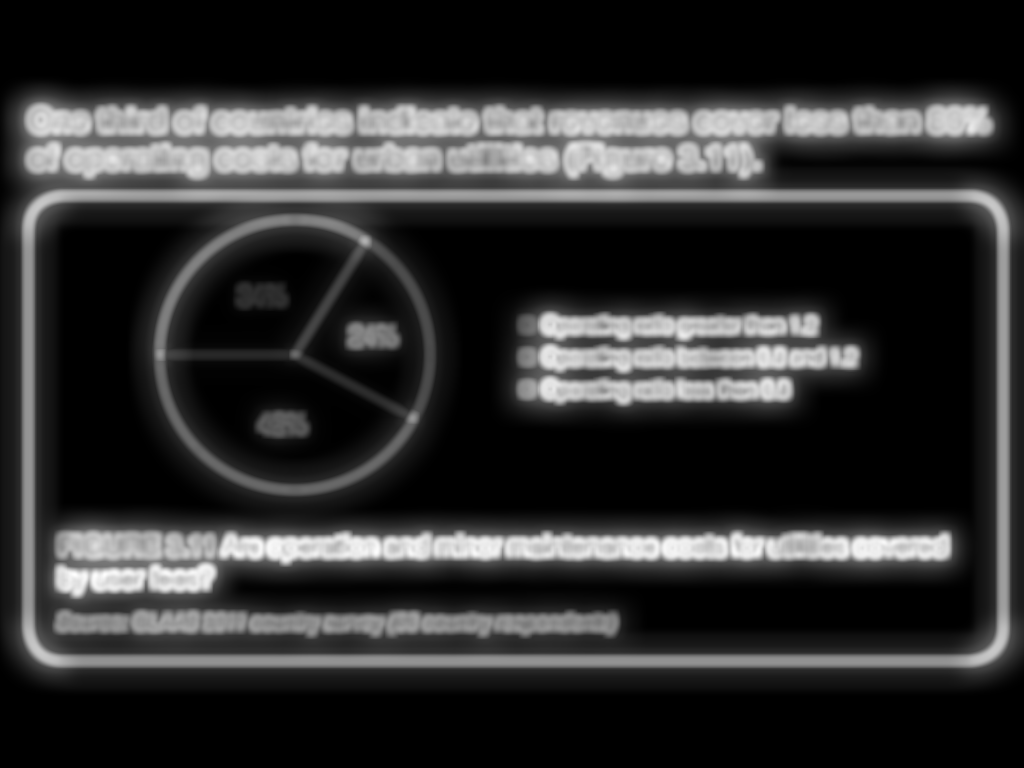 One third of countries indicate that revenues cover less than 80%
of operating costs for urban utilities (Figure 3.11).
34%
24%
42%
Operating ratio greater than 1.2
Operating ratio between 0.8 and 1.2
Operating ratio less than 0.8
FIGURE 3.11 Are operation and minor maintenance costs for utilities covered
by user fees?
Source: GLAAS 2011 country survey ( country respondents)